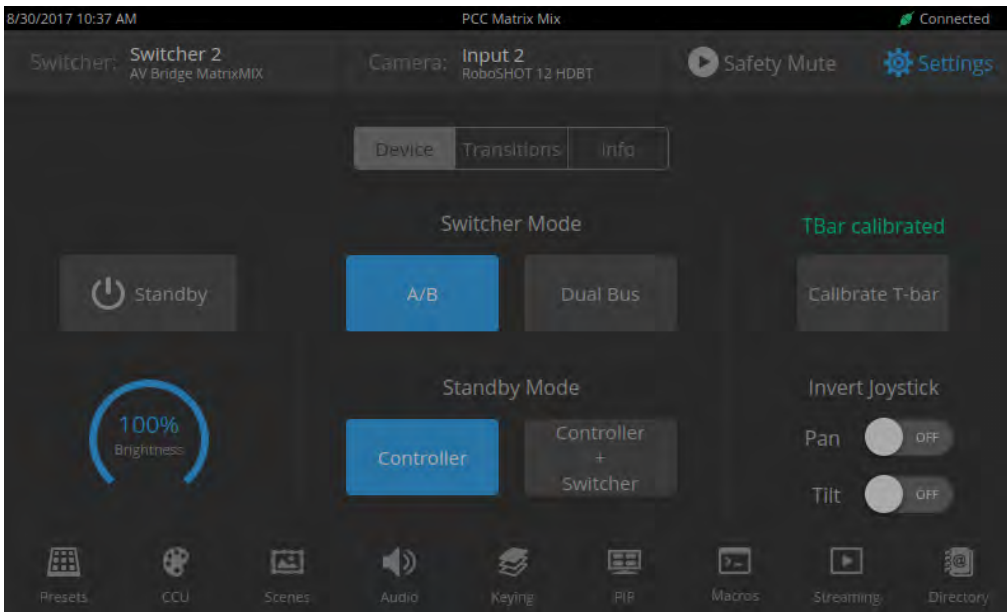 8/30/2017 10:37 AM
PCC Matrix Mix
Connected
Switcher:
Switcher 2
AV Bridge MatrixMIX
Camera:
Input 2
RoboSHOT 12 HDBT
Safety Mute
Settings
Device
Transitions
Info
Switcher Mode
TBar calibrated
Standby
A/B
Dual Bus
Calibrate T-bar
100%
Brightness
Standby Mode
Controller
Controller
+
Switcher
Invert Joystick
Pan
OFF
Tilt
OFF
Presets
CCU
Scenes
Audio
Keying
PIP
Macros
Streaming
Directory